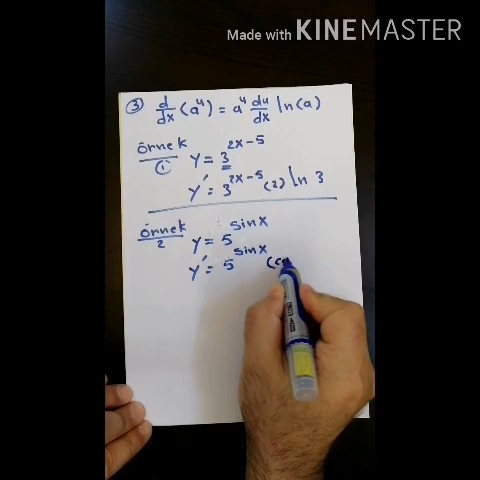 Made with KINEMASTER
③ d/dx (a^u) = a^u du/dx ln(a)
örnek
① y = 3^2x-5
y' = 3^2x-5 (2) ln 3
örnek
2 y = 5^sinx
y' = 5^sinx (co